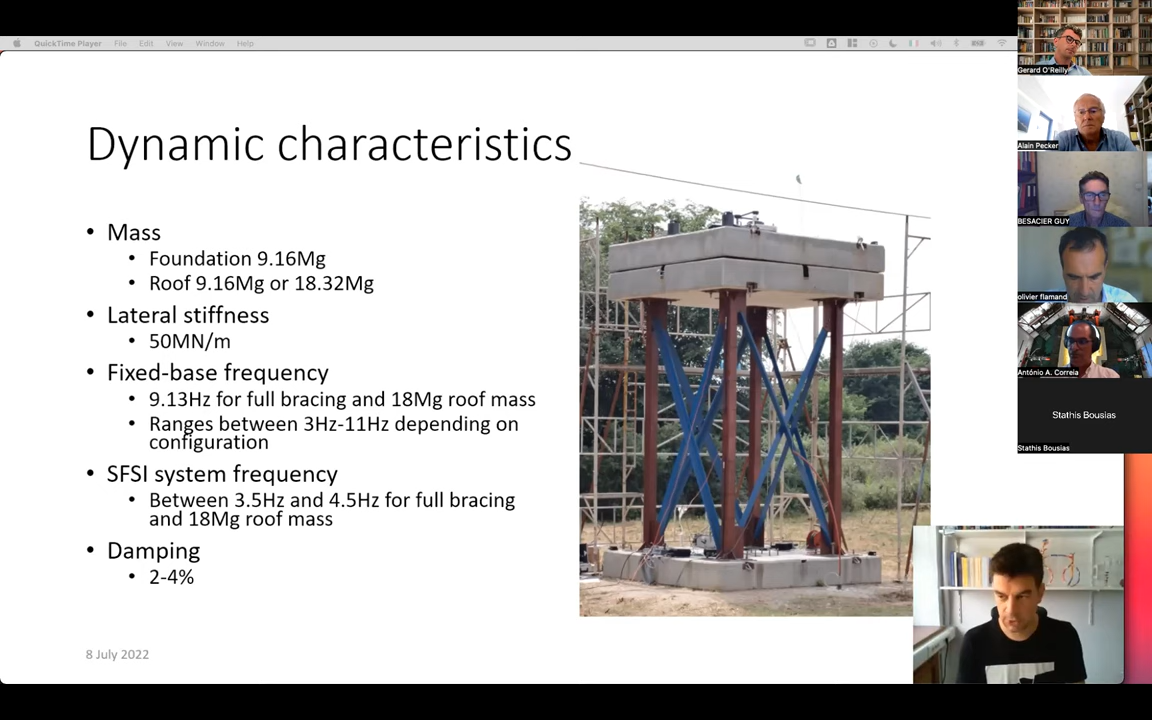 QuickTime Player File Edit View Window Help
Dynamic characteristics
• Mass
• Foundation 9.16Mg
• Roof 9.16Mg or 18.32Mg
• Lateral stiffness
• 50MN/m
• Fixed-base frequency
• 9.13Hz for full bracing and 18Mg roof mass
• Ranges between 3Hz-11Hz depending on
configuration
• SFSI system frequency
• Between 3.5Hz and 4.5Hz for full bracing
and 18Mg roof mass
• Damping
• 2-4%
8 July 2022
Gerard O'Reilly
Alain Pecker
BESACIER GUY
olivier flamand
António A. Correia
Stathis Bousias
Stathis Bousias